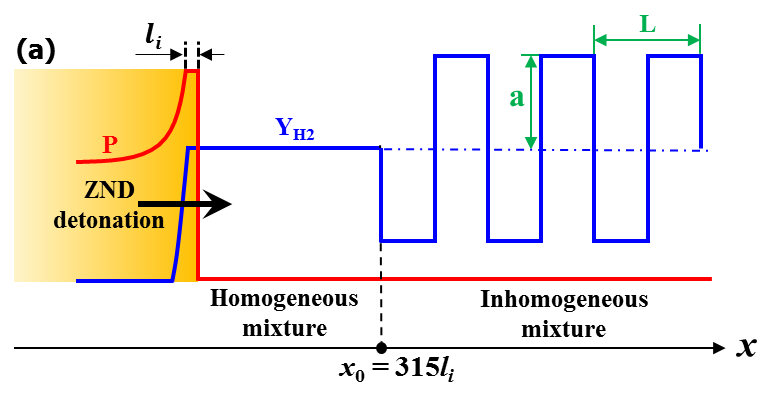 (a)
l_i
L
a
P
Y_H2
ZND
detonation
Homogeneous
mixture
Inhomogeneous
mixture
x
x_0 = 315l_i